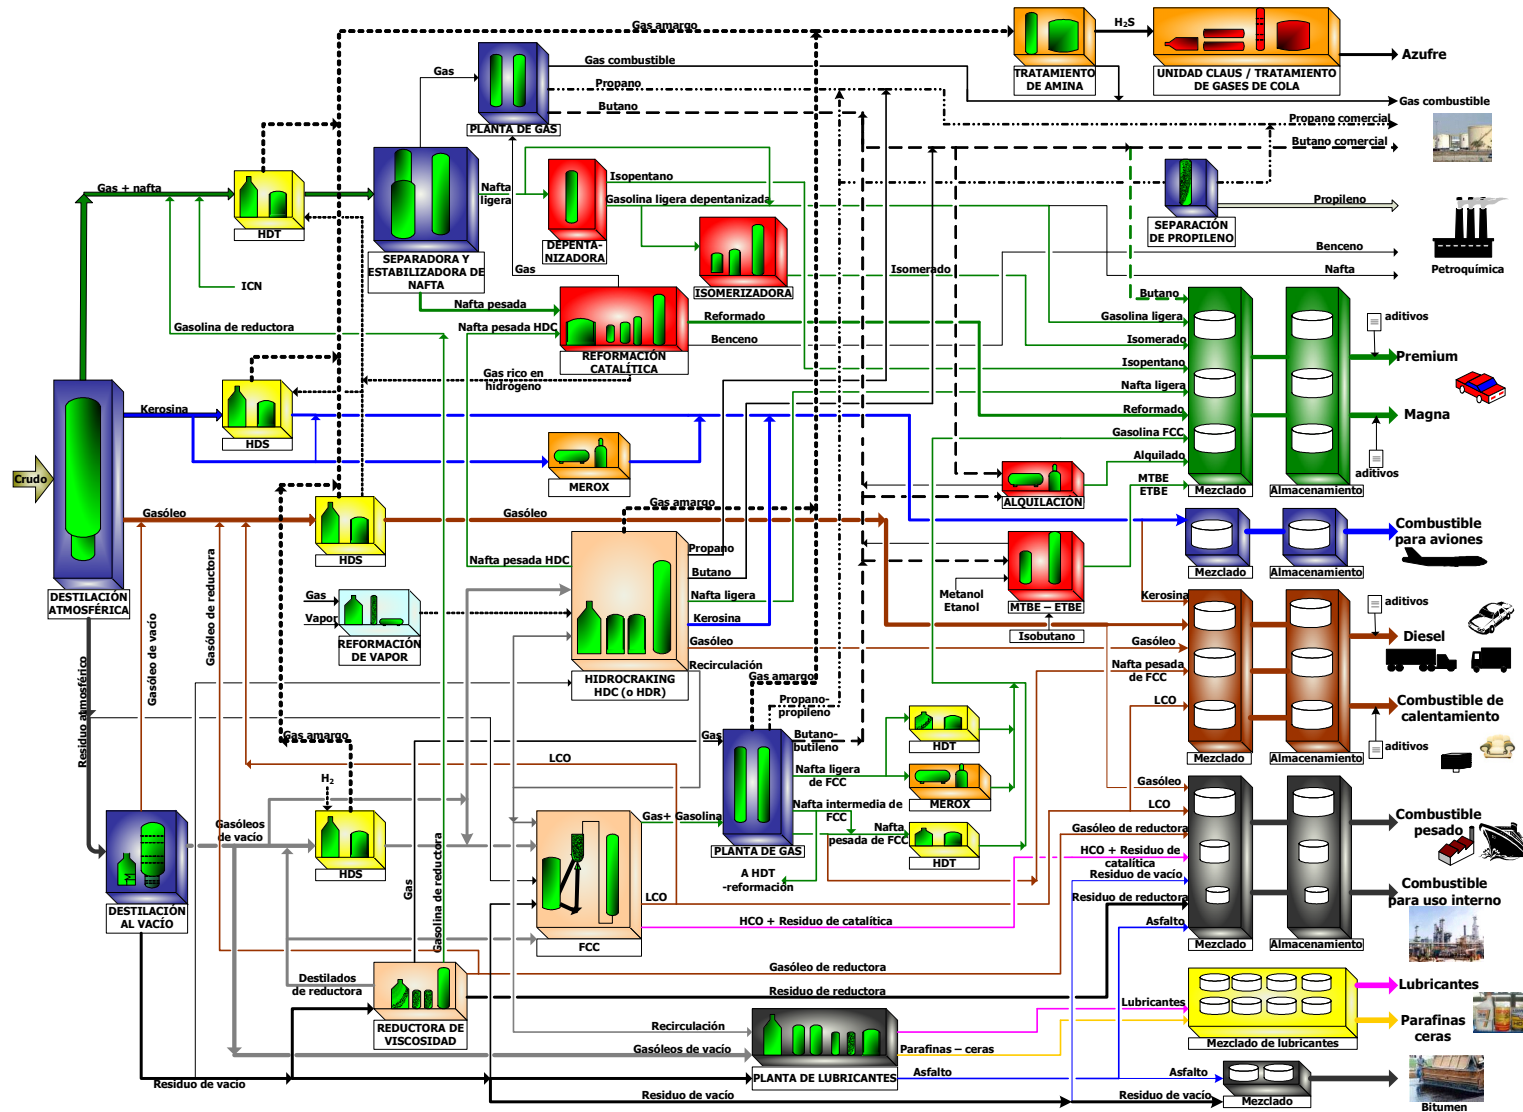 Gas amargo
H2S
Azufre
TRATAMIENTO
DE AMINA
UNIDAD CLAUS / TRATAMIENTO
DE GASES DE COLA
Gas
Gas combustible
Propano
Butano
PLANTA DE GAS
Gas combustible
Propano comercial
Butano comercial
Gas + nafta
HDT
Nafta
ligera
Isopentano
Gasolina ligera depentanizada
DEPENTA-
NIZADORA
SEPARADORA Y
ESTABILIZADORA DE
NAFTA
SEPARACIÓN
DE PROPILENO
Propileno
Benceno
Nafta
Petroquímica
ICN
Gas
ISOMERIZADORA
Isomerado
Nafta pesada
Nafta pesada HDC
Gasolina de reductora
Reformado
Benceno
REFORMACIÓN
CATALÍTICA
Gas rico en
hidrógeno
Butano
Gasolina ligera
Isomerado
Isopentano
Nafta ligera
Reformado
Gasolina FCC
Alquilado
MTBE
ETBE
Mezclado
Almacenamiento
aditivos
Premium
Magna
aditivos
Kerosina
HDS
Crudo
MEROX
ALQUILACIÓN
Gasóleo
HDS
Gasóleo
Gas amargo
DESTILACIÓN
ATMOSFÉRICA
Nafta pesada HDC
Propano
Butano
Nafta ligera
Kerosina
Gasóleo
Recirculación
HIDROCRAKING
HDC (o HDR)
Gas
Vapor
REFORMACIÓN
DE VAPOR
Metanol
Etanol
MTBE – ETBE
Isobutano
Mezclado
Almacenamiento
Combustible
para aviones
Kerosina
Gasóleo
Nafta pesada
de FCC
LCO
Mezclado
Almacenamiento
aditivos
Diesel
Combustible de
calentamiento
aditivos
Residuo atmosférico
Gasóleo de vacío
Gasóleo de reductora
Gas amargo
Gas amargo
Propano-
propileno
Butano-
butileno
Gas
LCO
H2
HDT
Nafta ligera
de FCC
MEROX
Nafta intermedia de
FCC
Nafta
pesada de FCC
HDT
PLANTA DE GAS
A HDT
-reformación
Gas+ Gasolina
Gasóleos
de vacío
HDS
DESTILACIÓN
AL VACÍO
Gas
Gasolina de reductora
FCC
LCO
HCO + Residuo de catalítica
Gasóleo
LCO
Gasóleo de reductora
HCO + Residuo de
catalítica
Residuo de vacío
Residuo de reductora
Asfalto
Mezclado
Almacenamiento
Combustible
pesado
Combustible
para uso interno
Destilados
de reductora
REDUCTORA DE
VISCOSIDAD
Gasóleo de reductora
Residuo de reductora
Recirculación
Gasóleos de vacío
PLANTA DE LUBRICANTES
Lubricantes
Parafinas – ceras
Asfalto
Mezclado de lubricantes
Lubricantes
Parafinas
ceras
Residuo de vacío
Residuo de vacío
Asfalto
Residuo de vacío
Mezclado
Bitumen